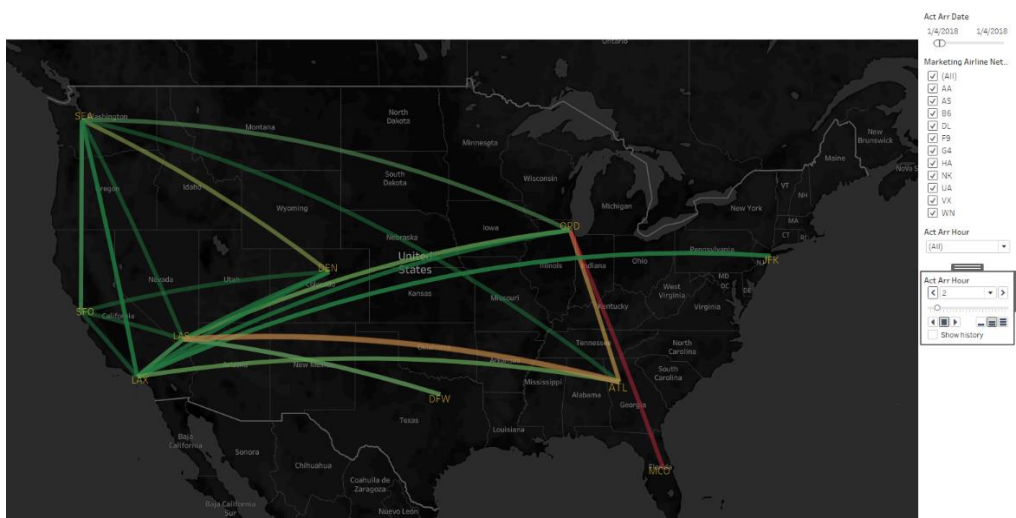 Act Arr Date
1/4/2018 1/4/2018
Marketing Airline Net..
(All)
AA
AS
B6
DL
F9
G4
HA
NK
UA
VX
WN
Act Arr Hour
(All)
Act Arr Hour
2
Show history
Ontario
SEA
Washington
Montana
North
Dakota
Minnesota
New
Brunswick
Maine
Nova
Oregon
Idaho
South
Dakota
Wisconsin
Michigan
VT
NH
Wyoming
New York
MA
CT
ORD
Iowa
Nebraska
United
States
Pennsylvania
JFK
DEN
Nevada
Utah
Colorado
Illinois
Indiana
Ohio
MD
DC
DE
Kansas
Missouri
West
Virginia
Virginia
Kentucky
SFO
California
LAS
Tennessee
North
Carolina
Arkansas
New Mexico
South
Carolina
LAX
Mississippi
ATL
Alabama
Georgia
DFW
Texas
Louisiana
Baja
California
Sonora
Chihuahua
Florida
MCO
Coahuila de
Zaragoza
Baja California
Sur
Nuevo León